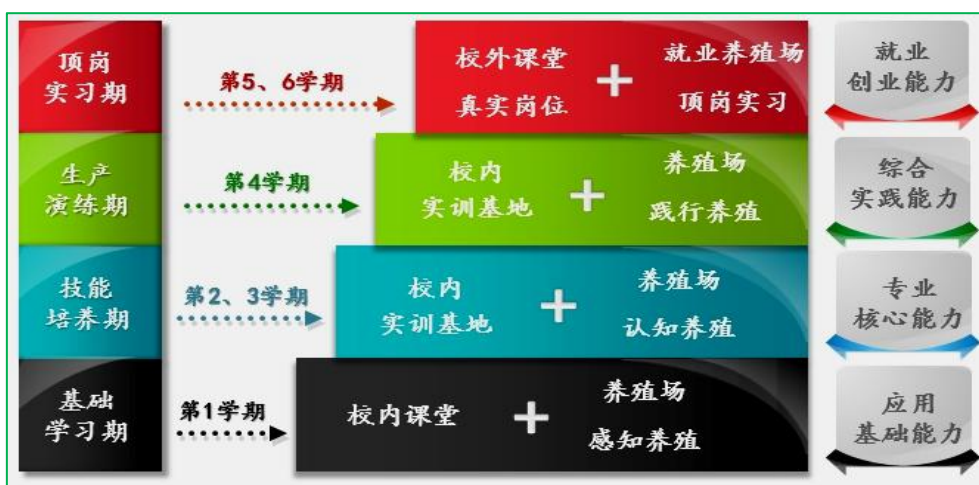 顶岗
实习期
第5、6学期
校外课堂
真实岗位
+
就业养殖场
顶岗实习
就业
创业能力
生产
演练期
第4学期
校内
实训基地
+
养殖场
践行养殖
综合
实践能力
技能
培养期
第2、3学期
校内
实训基地
+
养殖场
认知养殖
专业
核心能力
基础
学习期
第1学期
校内课堂
+
养殖场
感知养殖
应用
基础能力